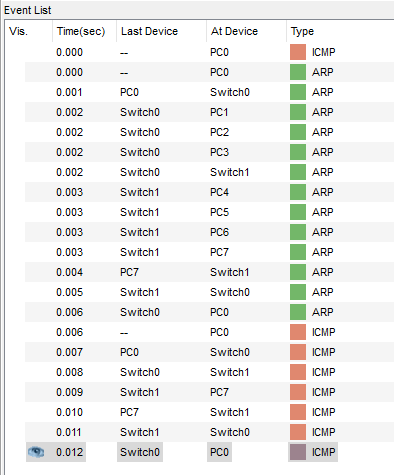 Event List
Vis. Time(sec) Last Device At Device Type
0.000 -- PC0 ICMP
0.000 -- PC0 ARP
0.001 PC0 Switch0 ARP
0.002 Switch0 PC1 ARP
0.002 Switch0 PC2 ARP
0.002 Switch0 PC3 ARP
0.002 Switch0 Switch1 ARP
0.003 Switch1 PC4 ARP
0.003 Switch1 PC5 ARP
0.003 Switch1 PC6 ARP
0.003 Switch1 PC7 ARP
0.004 PC7 Switch1 ARP
0.005 Switch1 Switch0 ARP
0.006 Switch0 PC0 ARP
0.006 -- PC0 ICMP
0.007 PC0 Switch0 ICMP
0.008 Switch0 Switch1 ICMP
0.009 Switch1 PC7 ICMP
0.010 PC7 Switch1 ICMP
0.011 Switch1 Switch0 ICMP
0.012 Switch0 PC0 ICMP